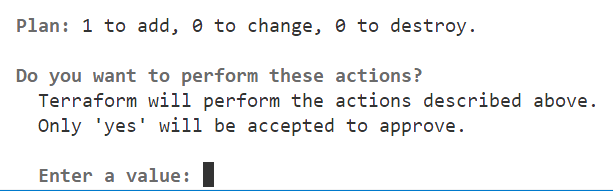 Plan: 1 to add, 0 to change, 0 to destroy.
Do you want to perform these actions?
Terraform will perform the actions described above.
Only 'yes' will be accepted to approve.
Enter a value: